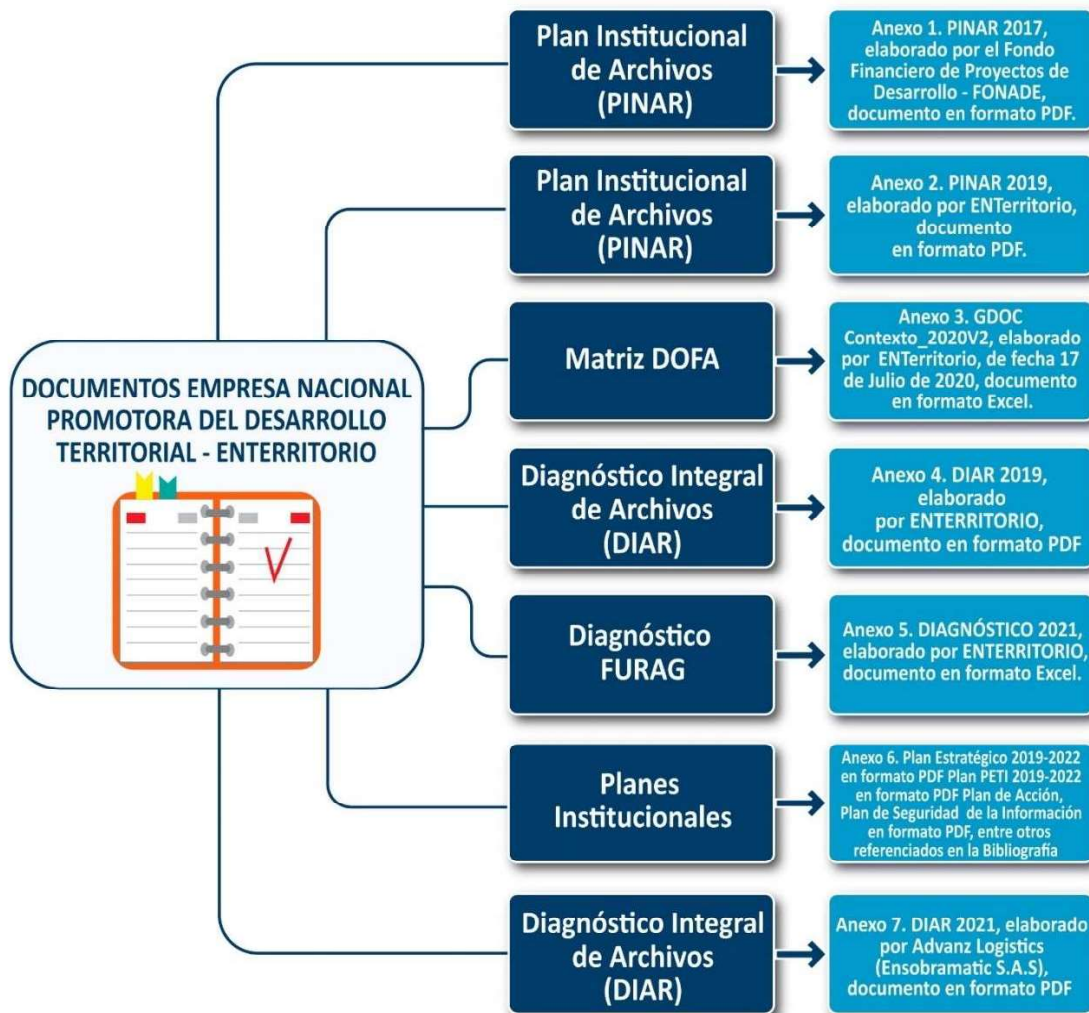 DOCUMENTOS EMPRESA NACIONAL
PROMOTORA DEL DESARROLLO
TERRITORIAL - ENTERRITORIO
Plan Institucional
de Archivos
(PINAR)
Anexo 1. PINAR 2017,
elaborado por el Fondo
Financiero de Proyectos de
Desarrollo - FONADE,
documento en formato PDF.
Plan Institucional
de Archivos
(PINAR)
Anexo 2. PINAR 2019,
elaborado por ENTerritorio,
documento
en formato PDF.
Matriz DOFA
Anexo 3. GDOC
Contexto_2020V2, elaborado
por ENTerritorio, de fecha 17
de Julio de 2020, documento
en formato Excel.
Diagnóstico Integral
de Archivos
(DIAR)
Anexo 4. DIAR 2019,
elaborado
por ENTERRITORIO,
documento en formato PDF
Diagnóstico
FURAG
Anexo 5. DIAGNÓSTICO 2021,
elaborado por ENTERRITORIO,
documento en formato Excel.
Planes
Institucionales
Anexo 6. Plan Estratégico 2019-2022
en formato PDF Plan PETI 2019-2022
en formato PDF Plan de Acción,
Plan de Seguridad de la Información
en formato PDF, entre otros
referenciados en la Bibliografía
Diagnóstico Integral
de Archivos
(DIAR)
Anexo 7. DIAR 2021, elaborado
por Advanz Logistics
(Ensobramatic S.A.S),
documento en formato PDF